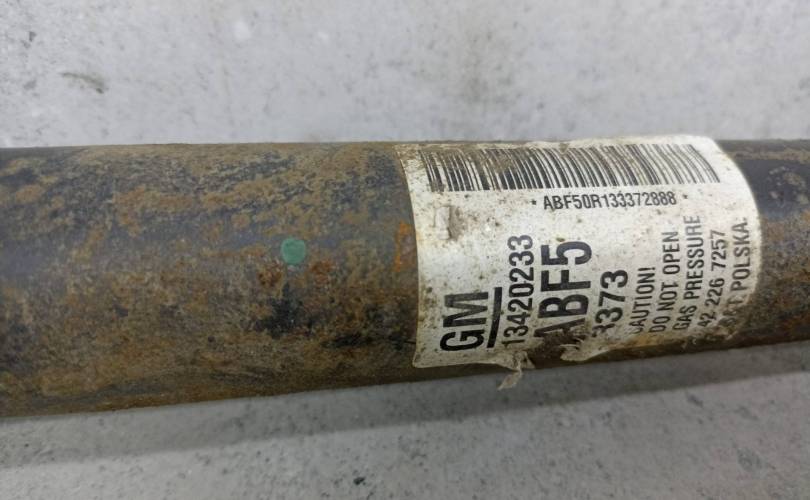 * ABF50R133372888 *
GM
13420233
ABF5
3373
CAUTION!
DO NOT OPEN
GAS PRESSURE
42 226 7257
POLSKA.